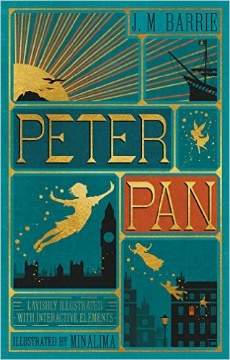 J. M. BARRIE
PETER
PAN
LAVISHLY ILLUSTRATED
WITH INTERACTIVE ELEMENTS
ILLUSTRATED BY MINALIMA